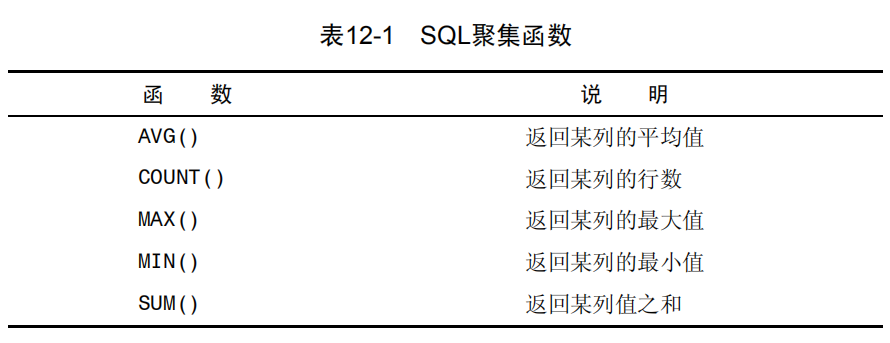 表12-1 SQL聚集函数
函 数 说 明
AVG() 返回某列的平均值
COUNT() 返回某列的行数
MAX() 返回某列的最大值
MIN() 返回某列的最小值
SUM() 返回某列值之和